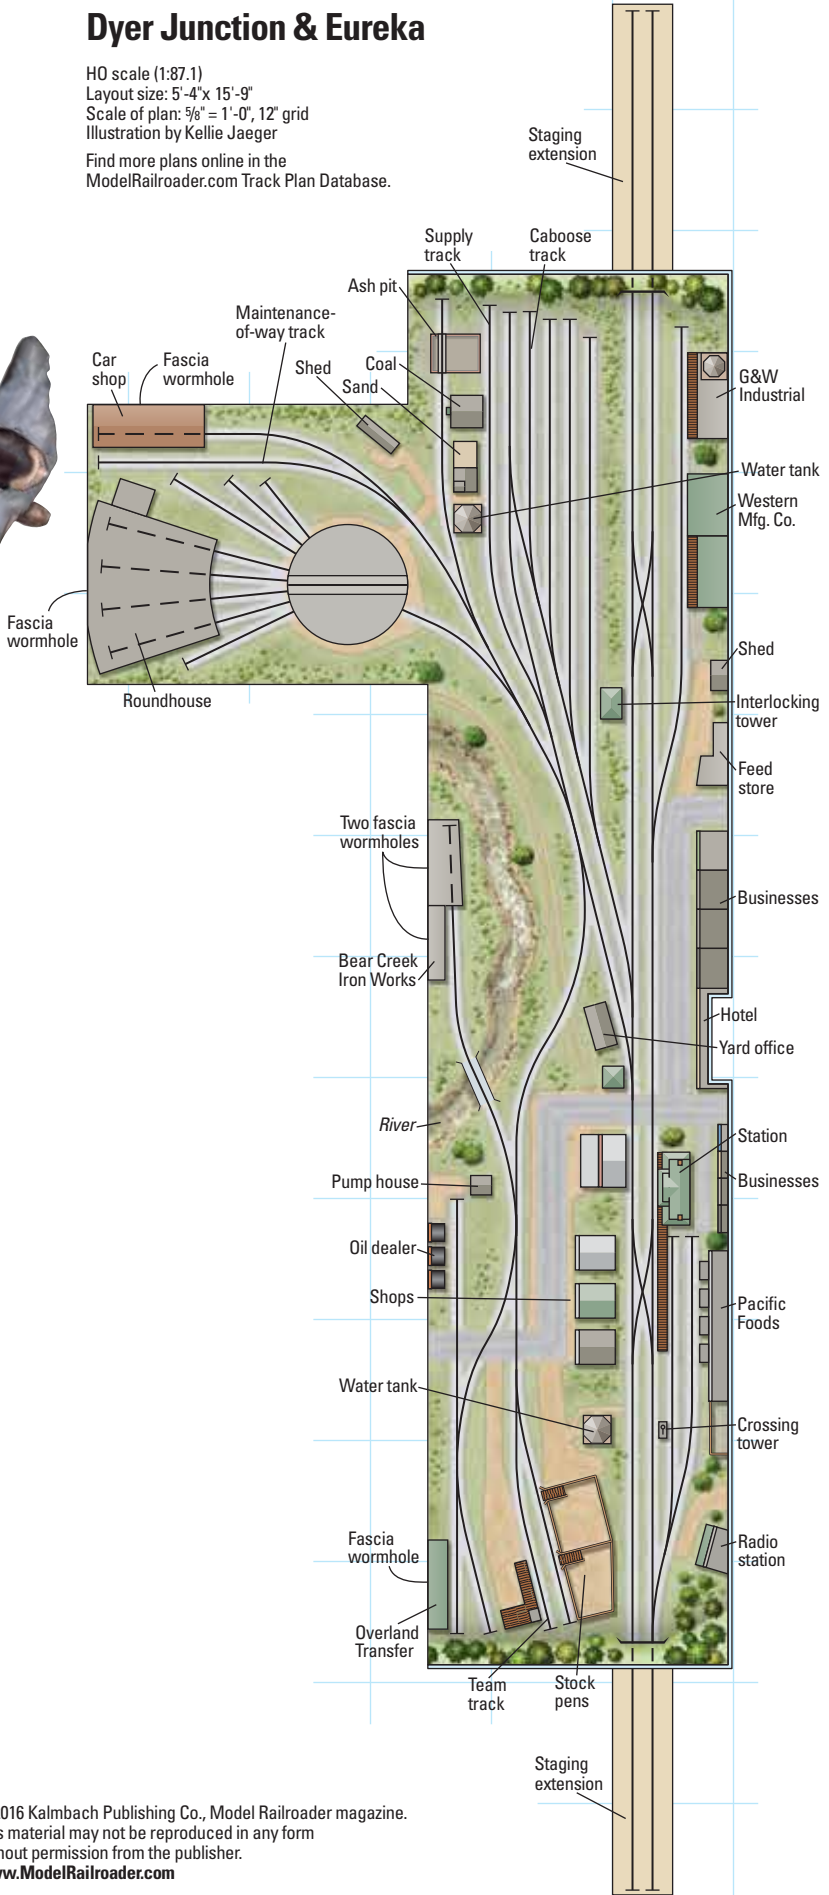 Dyer Junction & Eureka
HO scale (1:87.1)
Layout size: 5'-4"x 15'-9"
Scale of plan: 5/8" = 1'-0", 12" grid
Illustration by Kellie Jaeger
Find more plans online in the
ModelRailroader.com Track Plan Database.
Staging
extension
Supply
track
Caboose
track
Ash pit
Maintenance-
of-way track
Car
shop
Fascia
wormhole
Shed
Coal
Sand
G&W
Industrial
Water tank
Western
Mfg. Co.
Fascia
wormhole
Roundhouse
Shed
Interlocking
tower
Feed
store
Two fascia
wormholes
Businesses
Bear Creek
Iron Works
Hotel
Yard office
River
Station
Pump house
Businesses
Oil dealer
Shops
Pacific
Foods
Water tank
Crossing
tower
Fascia
wormhole
Radio
station
Overland
Transfer
Team
track
Stock
pens
Staging
extension
016 Kalmbach Publishing Co., Model Railroader magazine.
s material may not be reproduced in any form
hout permission from the publisher.
w.ModelRailroader.com